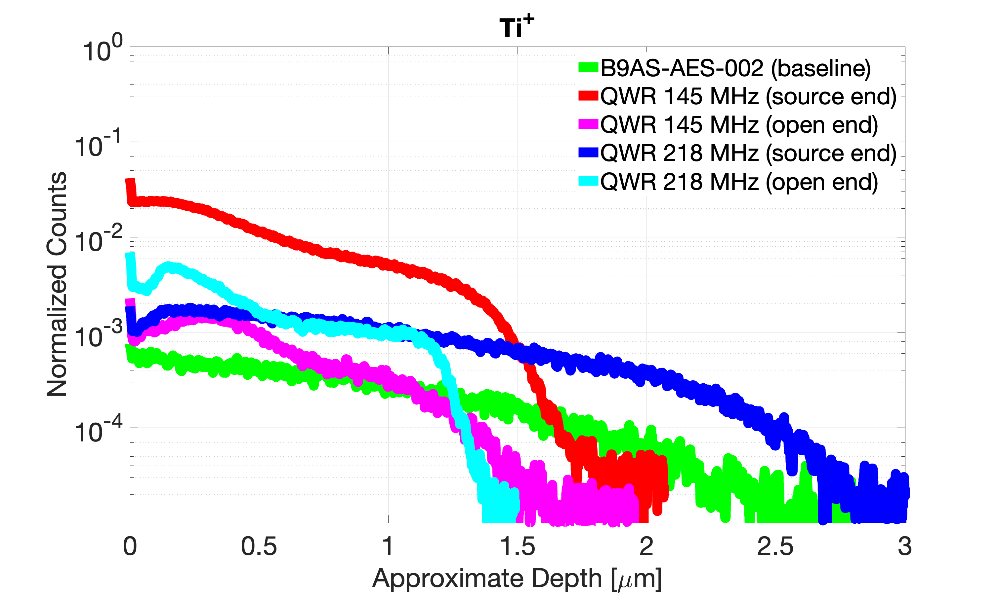 Ti⁺
10⁰
10⁻¹
10⁻²
10⁻³
10⁻⁴
Normalized Counts
B9AS-AES-002 (baseline)
QWR 145 MHz (source end)
QWR 145 MHz (open end)
QWR 218 MHz (source end)
QWR 218 MHz (open end)
0 0.5 1 1.5 2 2.5 3
Approximate Depth [μm]